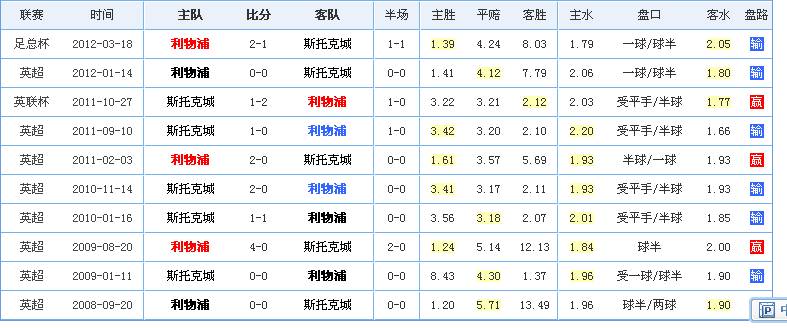 联赛 时间 主队 比分 客队 半场 主胜 平赔 客胜 主水 盘口 客水 盘路
足总杯 2012-03-18 利物浦 2-1 斯托克城 1-1 1.39 4.24 8.03 1.79 一球/球半 2.05 输
英超 2012-01-14 利物浦 0-0 斯托克城 0-0 1.41 4.12 7.79 2.06 一球/球半 1.80 输
英联杯 2011-10-27 斯托克城 1-2 利物浦 1-0 3.22 3.21 2.12 2.03 受平手/半球 1.77 赢
英超 2011-09-10 斯托克城 1-0 利物浦 1-0 3.42 3.20 2.10 2.20 受平手/半球 1.66 输
英超 2011-02-03 利物浦 2-0 斯托克城 0-0 1.61 3.57 5.69 1.93 半球/一球 1.93 赢
英超 2010-11-14 斯托克城 2-0 利物浦 0-0 3.41 3.17 2.11 1.93 受平手/半球 1.93 输
英超 2010-01-16 斯托克城 1-1 利物浦 0-0 3.56 3.18 2.07 2.01 受平手/半球 1.85 输
英超 2009-08-20 利物浦 4-0 斯托克城 2-0 1.24 5.14 12.13 1.84 球半 2.00 赢
英超 2009-01-11 斯托克城 0-0 利物浦 0-0 8.43 4.30 1.37 1.96 受一球/球半 1.90 输
英超 2008-09-20 利物浦 0-0 斯托克城 0-0 1.20 5.71 13.49 1.96 球半/两球 1.90
P